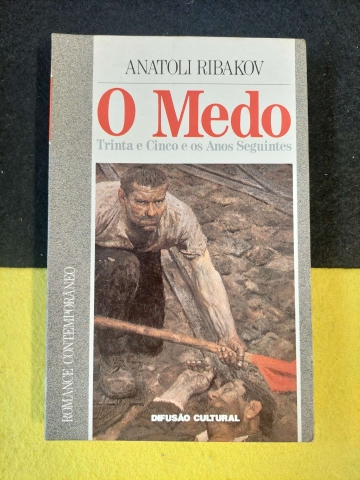 ANATOLI RIBAKOV
O Medo
Trinta e Cinco e os Anos Seguintes
ROMANCE CONTEMPORÂNEO
DIFUSÃO CULTURAL